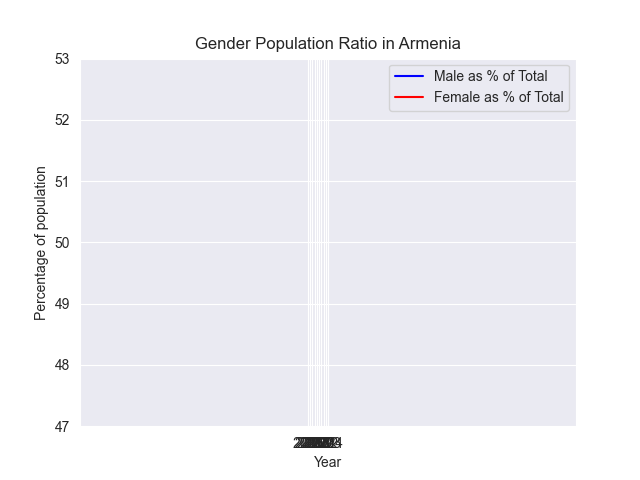 Gender Population Ratio in Armenia
Male as % of Total
Female as % of Total
Percentage of population
53
52
51
50
49
48
47
Year